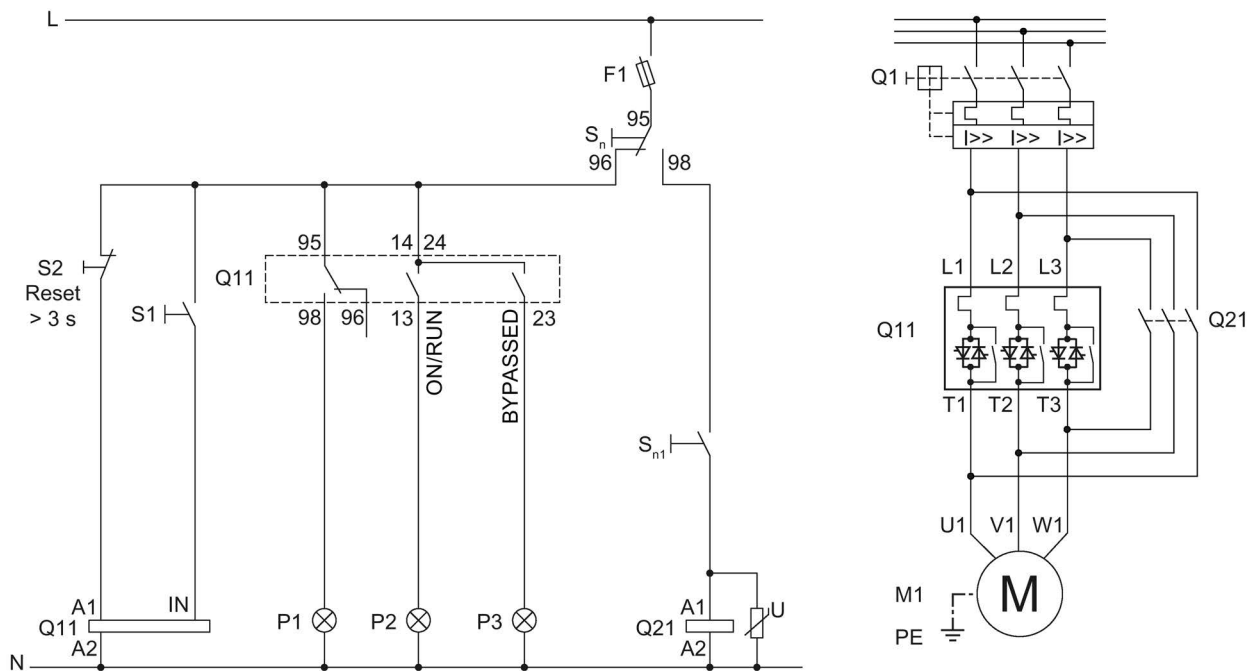 L
F1
95
Sn
96
98
S2
Reset
> 3 s
S1
95
14
24
Q11
98
96
13
23
ON/RUN
BYPASSED
Sn1
A1
IN
Q11
A2
P1
P2
P3
A1
Q21
A2
U
N
Q1
I>> I>> I>>
L1 L2 L3
Q11
Q21
T1 T2 T3
U1 V1 W1
M1
M
PE